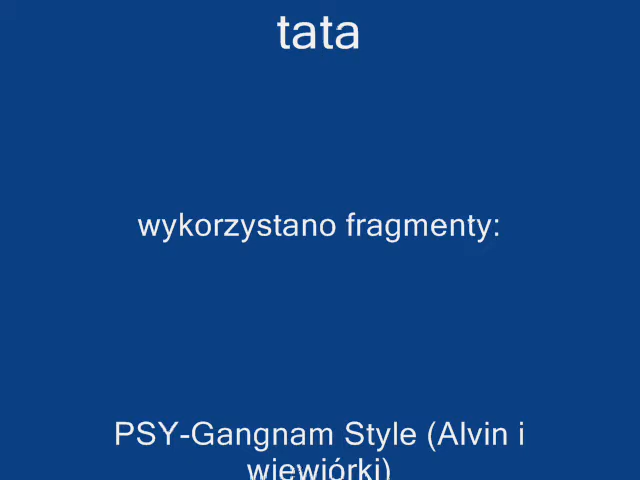 tata
wykorzystano fragmenty:
PSY-Gangnam Style (Alvin i
wiewiórki)